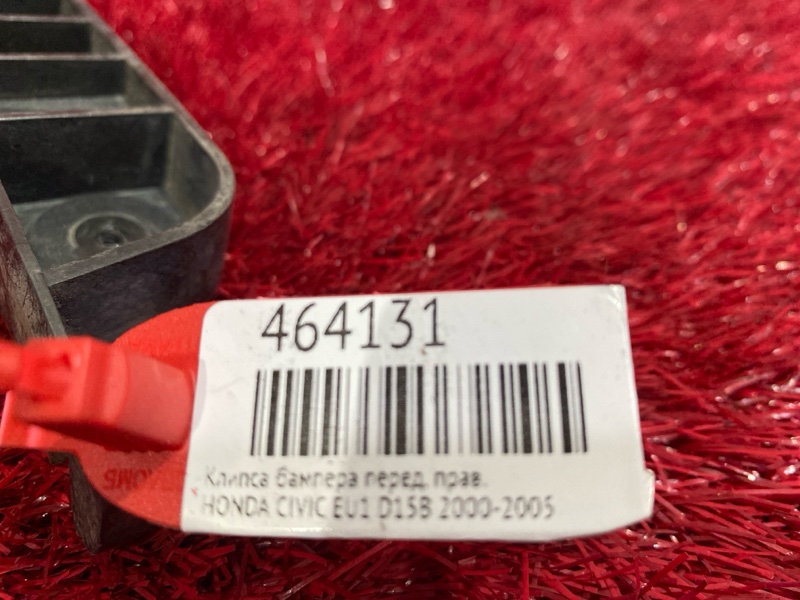 464131
Клипса бампера перед. прав.
HONDA CIVIC EU1 D15B 2000-2005